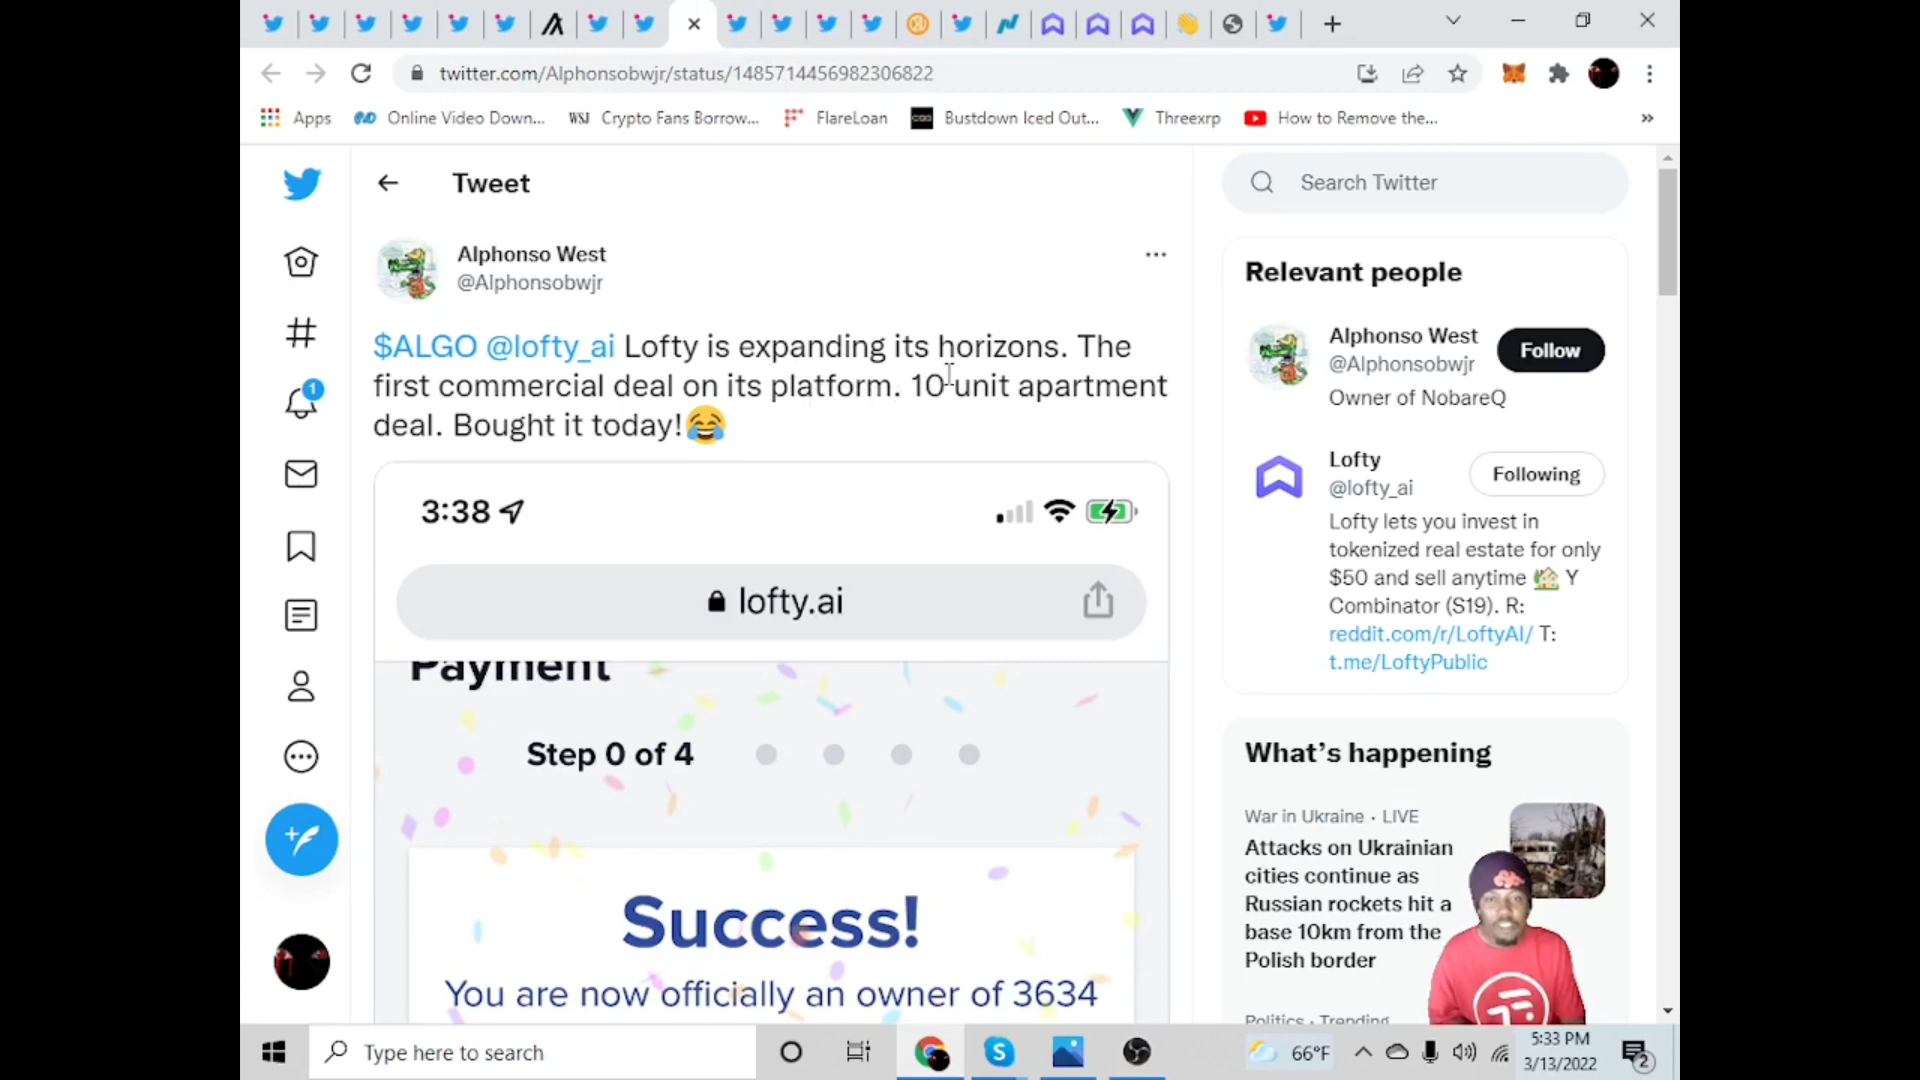 twitter.com/Alphonsobwjr/status/1485714456982306822
Apps
Online Video Down...
WSJ Crypto Fans Borrow...
FlareLoan
Bustdown Iced Out...
Threexrp
How to Remove the...
»
Tweet
Search Twitter
Alphonso West
@Alphonsobwjr
$ALGO @lofty_ai Lofty is expanding its horizons. The
first commercial deal on its platform. 10-unit apartment
deal. Bought it today!😂
3:38
lofty.ai
Payment
Step 0 of 4
Success!
You are now officially an owner of 3634
Relevant people
Alphonso West
@Alphonsobwjr
Follow
Owner of NobareQ
Lofty
@lofty_ai
Following
Lofty lets you invest in
tokenized real estate for only
$50 and sell anytime 🏡 Y
Combinator (S19). R:
reddit.com/r/LoftyAI/ T:
t.me/LoftyPublic
What's happening
War in Ukraine · LIVE
Attacks on Ukrainian
cities continue as
Russian rockets hit a
base 10km from the
Polish border
Politics · Trending
1
Type here to search
66°F
5:33 PM
3/13/2022
2